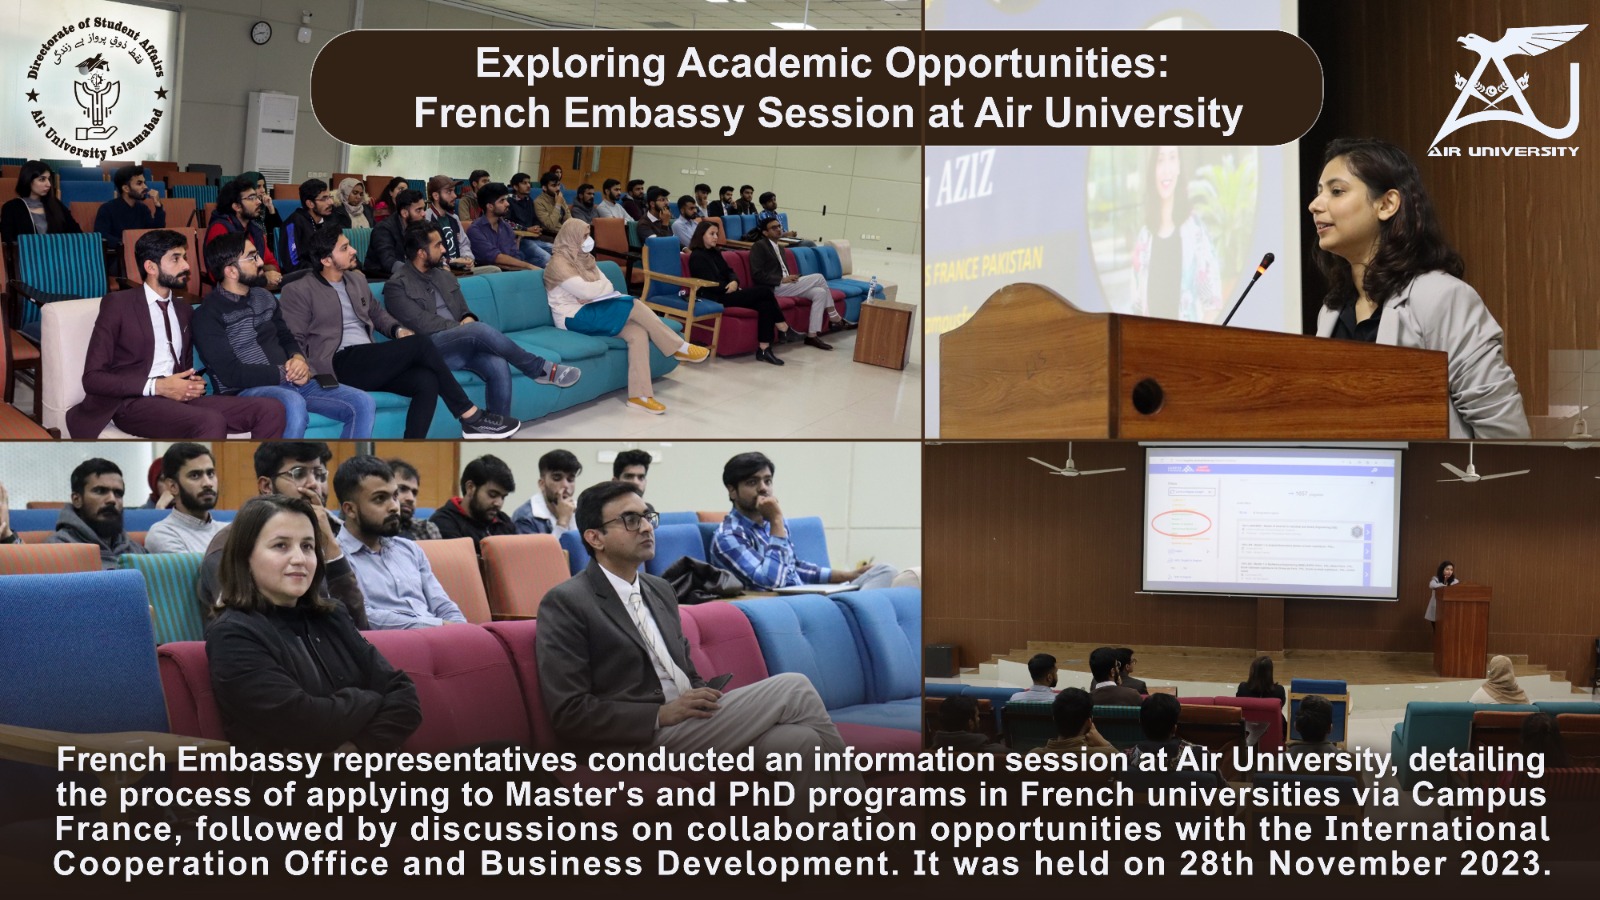 Directorate of Student Affairs
فقط ذوقِ پرواز ہے زندگی
Air University Islamabad
Exploring Academic Opportunities:
French Embassy Session at Air University
AIR UNIVERSITY
AZIZ
FRANCE PAKISTAN
French Embassy representatives conducted an information session at Air University, detailing
the process of applying to Master's and PhD programs in French universities via Campus
France, followed by discussions on collaboration opportunities with the International
Cooperation Office and Business Development. It was held on 28th November 2023.